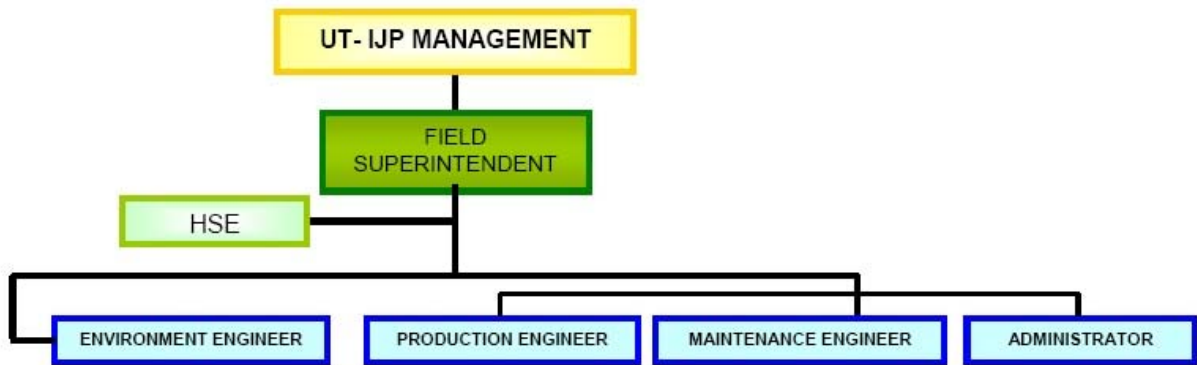 UT- IJP MANAGEMENT
FIELD
SUPERINTENDENT
HSE
ENVIRONMENT ENGINEER
PRODUCTION ENGINEER
MAINTENANCE ENGINEER
ADMINISTRATOR